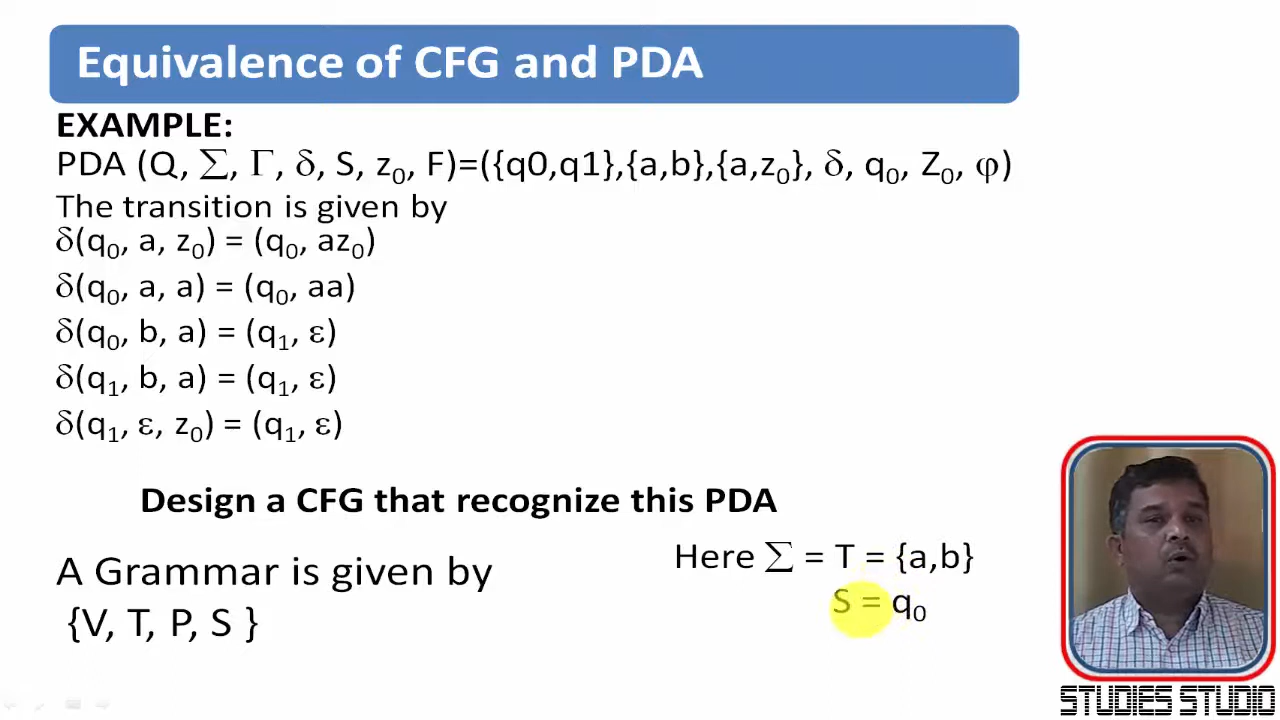 Equivalence of CFG and PDA
EXAMPLE:
PDA (Q, ∑, Γ, δ, S, z₀, F)=({q0,q1},{a,b},{a,z₀}, δ, q₀, Z₀, φ)
The transition is given by
δ(q₀, a, z₀) = (q₀, az₀)
δ(q₀, a, a) = (q₀, aa)
δ(q₀, b, a) = (q₁, ε)
δ(q₁, b, a) = (q₁, ε)
δ(q₁, ε, z₀) = (q₁, ε)
Design a CFG that recognize this PDA
A Grammar is given by
{V, T, P, S }
Here ∑ = T = {a,b}
S = q₀
STUDIES STUDIO